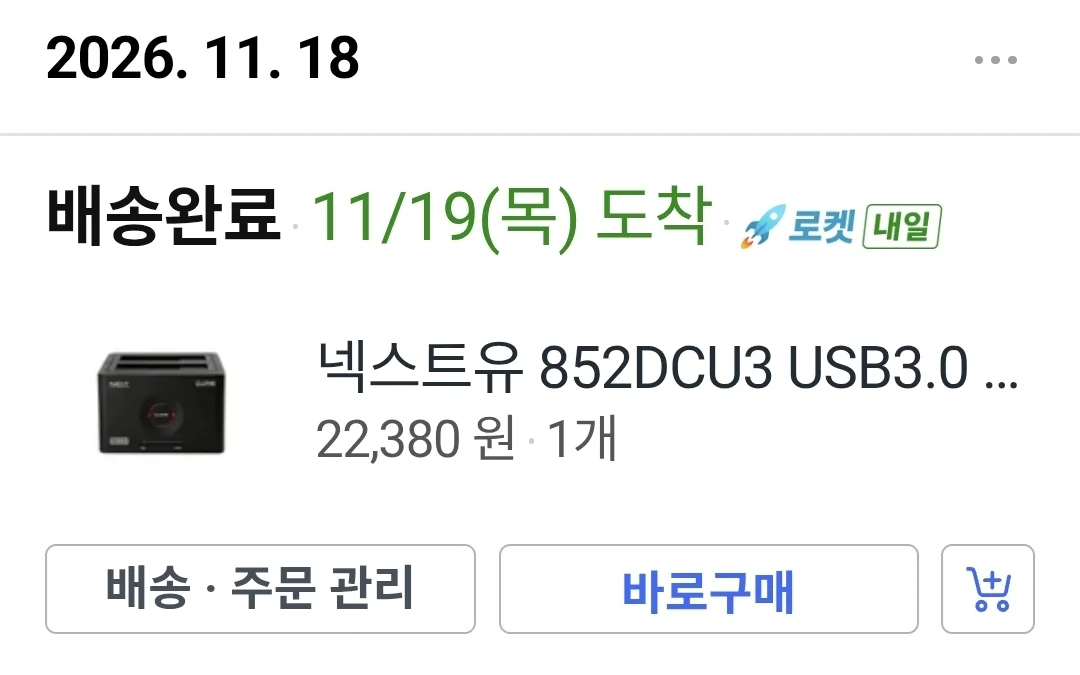 2026. 11. 18
배송완료 · 11/19(목) 도착 · 로켓 내일
넥스트유 852DCU3 USB3.0 ...
22,380 원 · 1개
배송 · 주문 관리
바로구매